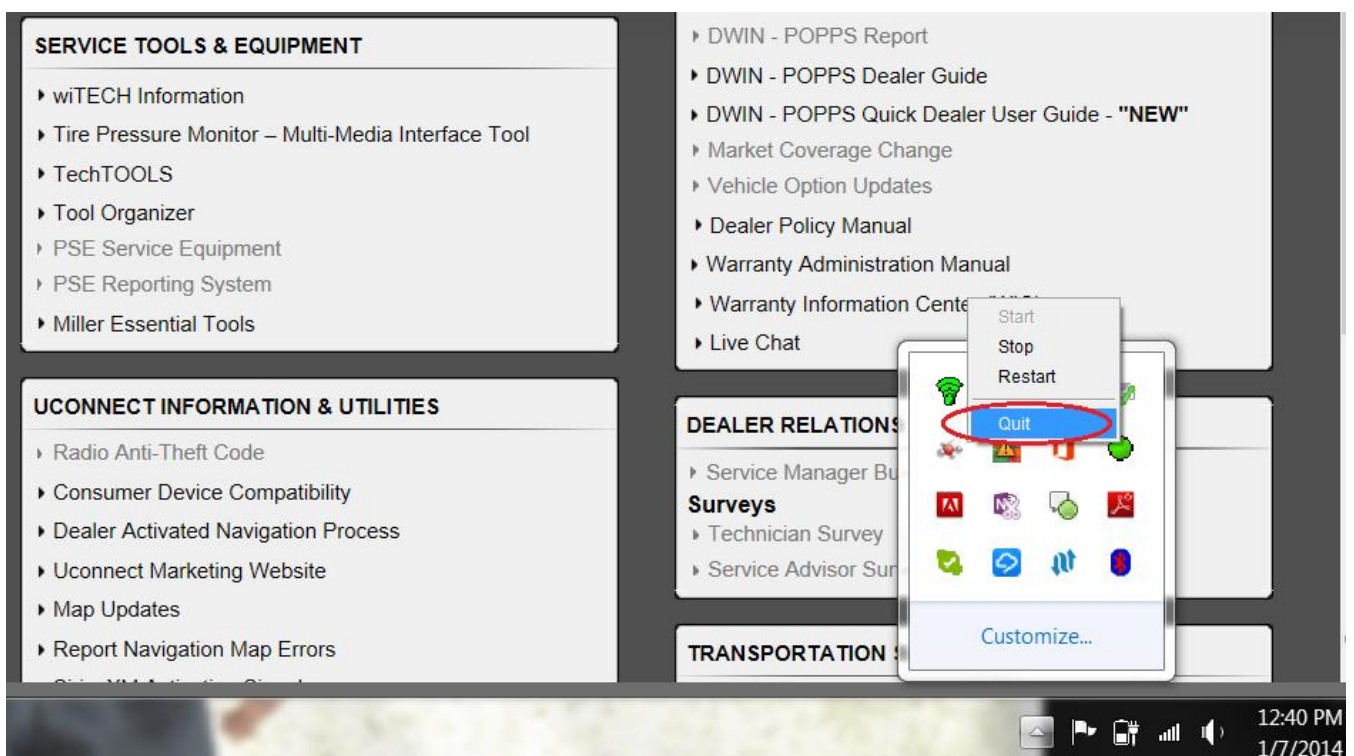 SERVICE TOOLS & EQUIPMENT
wiTECH Information
Tire Pressure Monitor – Multi-Media Interface Tool
TechTOOLS
Tool Organizer
PSE Service Equipment
PSE Reporting System
Miller Essential Tools
UCONNECT INFORMATION & UTILITIES
Radio Anti-Theft Code
Consumer Device Compatibility
Dealer Activated Navigation Process
Uconnect Marketing Website
Map Updates
Report Navigation Map Errors
DWIN - POPPS Report
DWIN - POPPS Dealer Guide
DWIN - POPPS Quick Dealer User Guide - "NEW"
Market Coverage Change
Vehicle Option Updates
Dealer Policy Manual
Warranty Administration Manual
Warranty Information
Live Chat
DEALER RELATIONS
Service Manager
Surveys
Technician Survey
Service Advisor
TRANSPORTATION
Start
Stop
Restart
Quit
Customize...
12:40 PM
1/7/2014